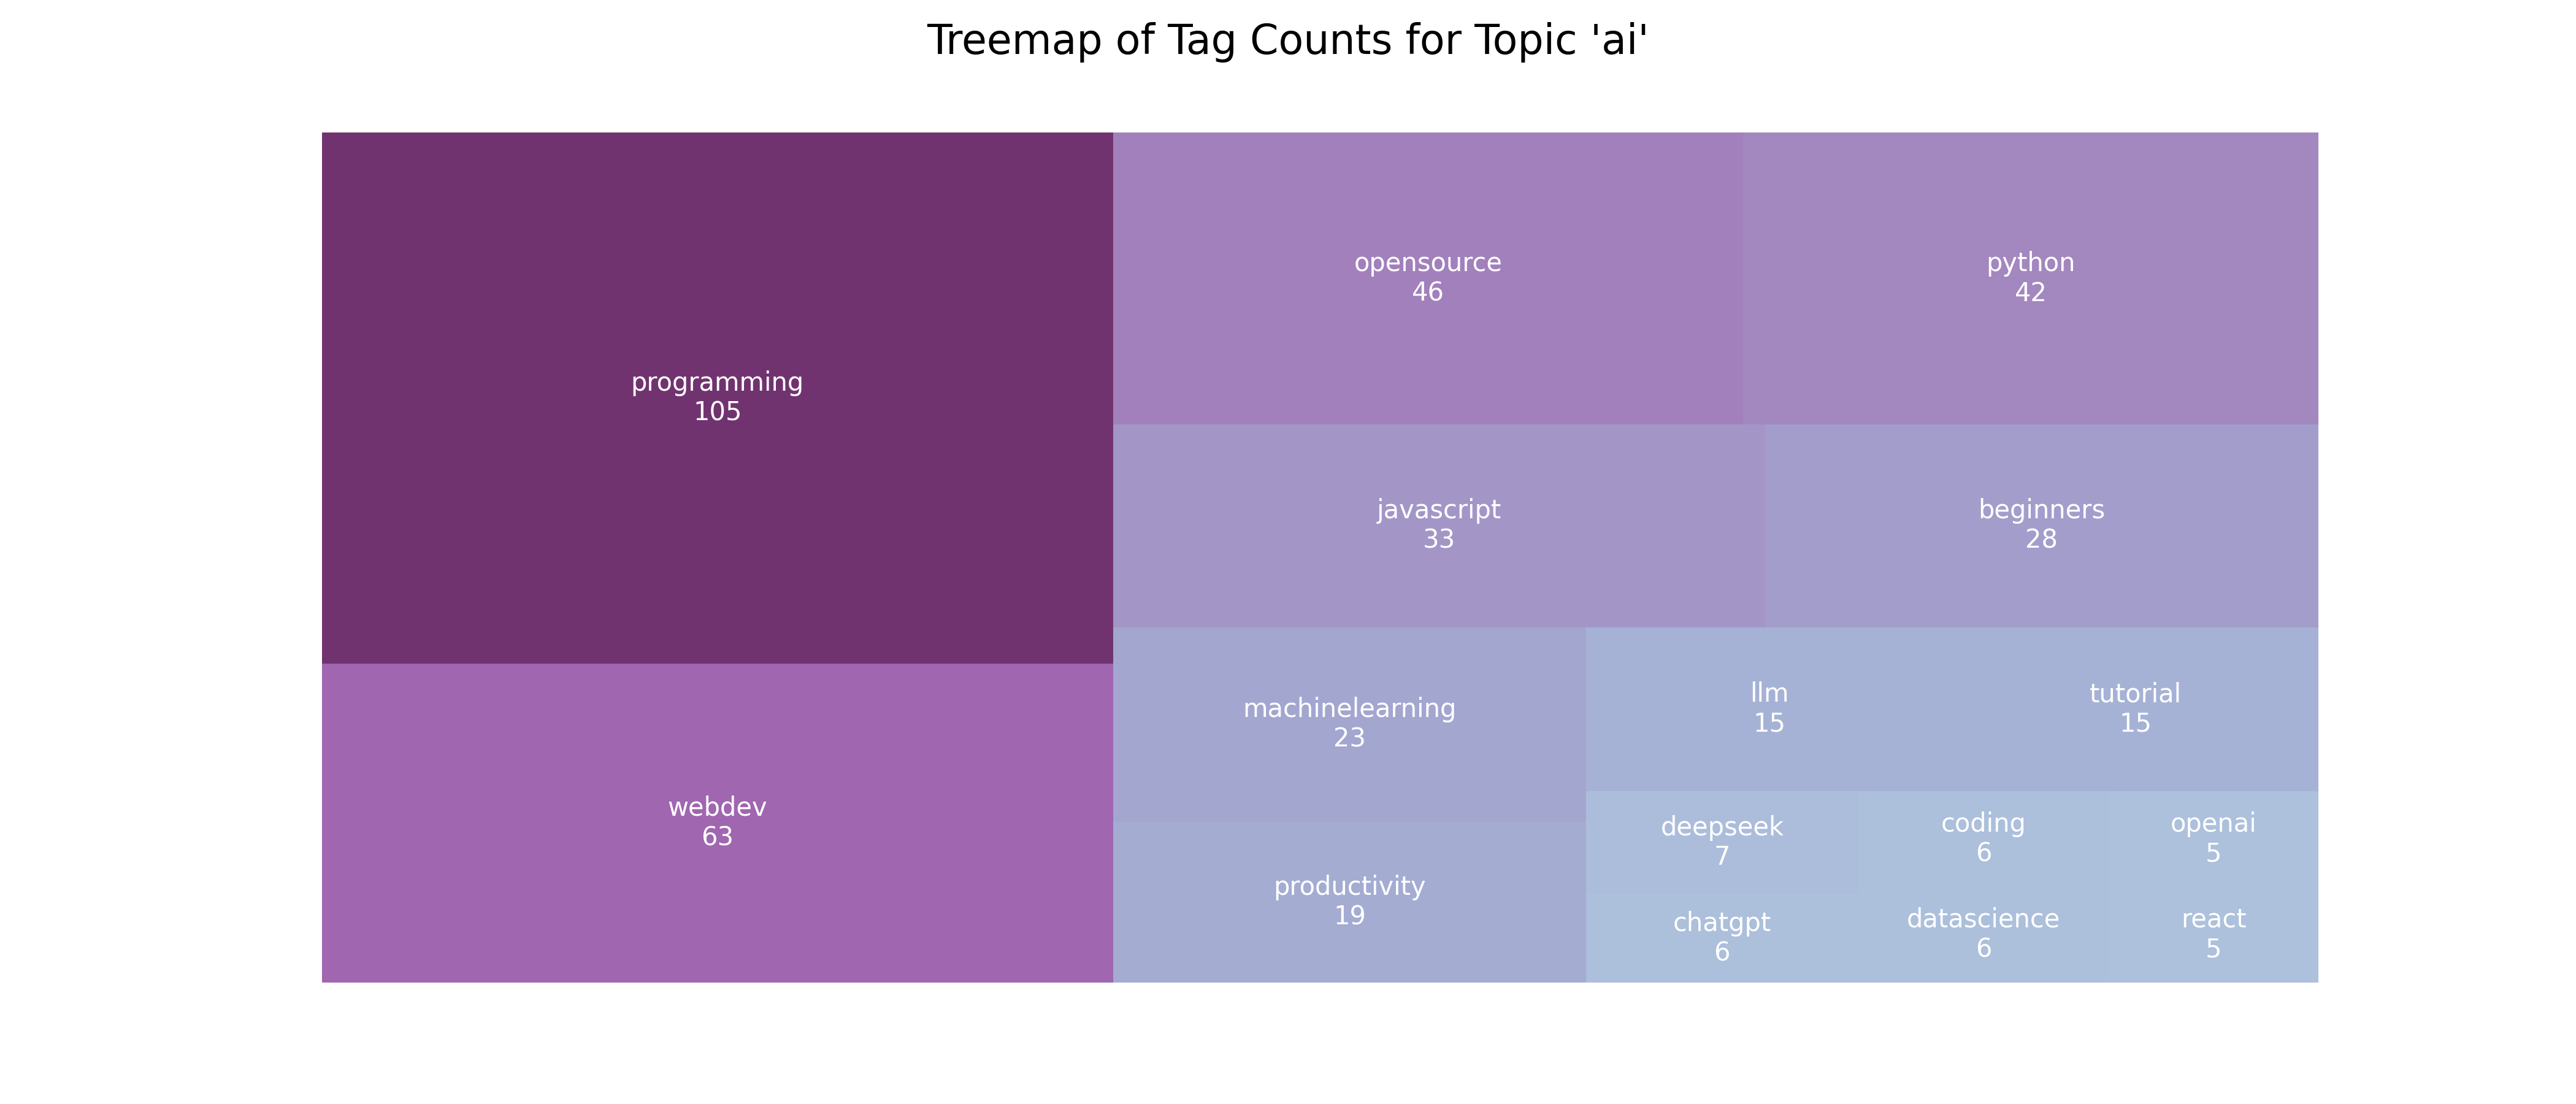 Treemap of Tag Counts for Topic 'ai'
programming
105
webdev
63
opensource
46
python
42
javascript
33
beginners
28
machinelearning
23
productivity
19
llm
15
tutorial
15
deepseek
7
chatgpt
6
coding
6
datascience
6
openai
5
react
5